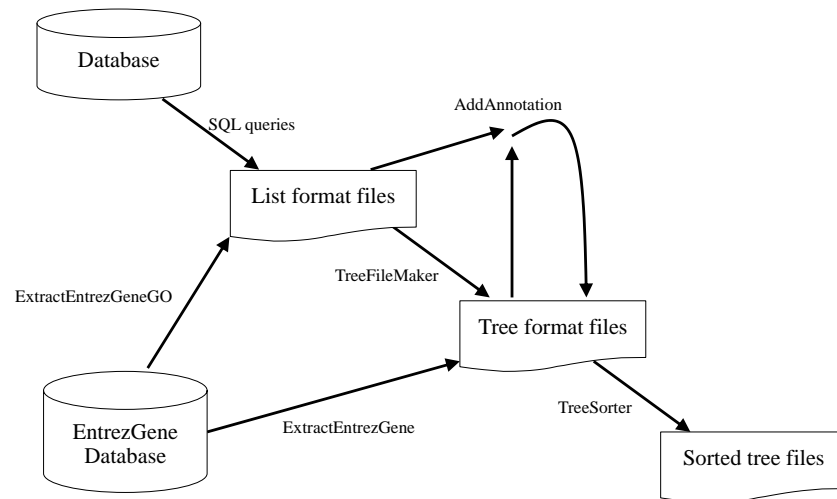 Database
SQL queries
AddAnnotation
List format files
ExtractEntrezGeneGO
TreeFileMaker
Tree format files
EntrezGene
Database
ExtractEntrezGene
TreeSorter
Sorted tree files